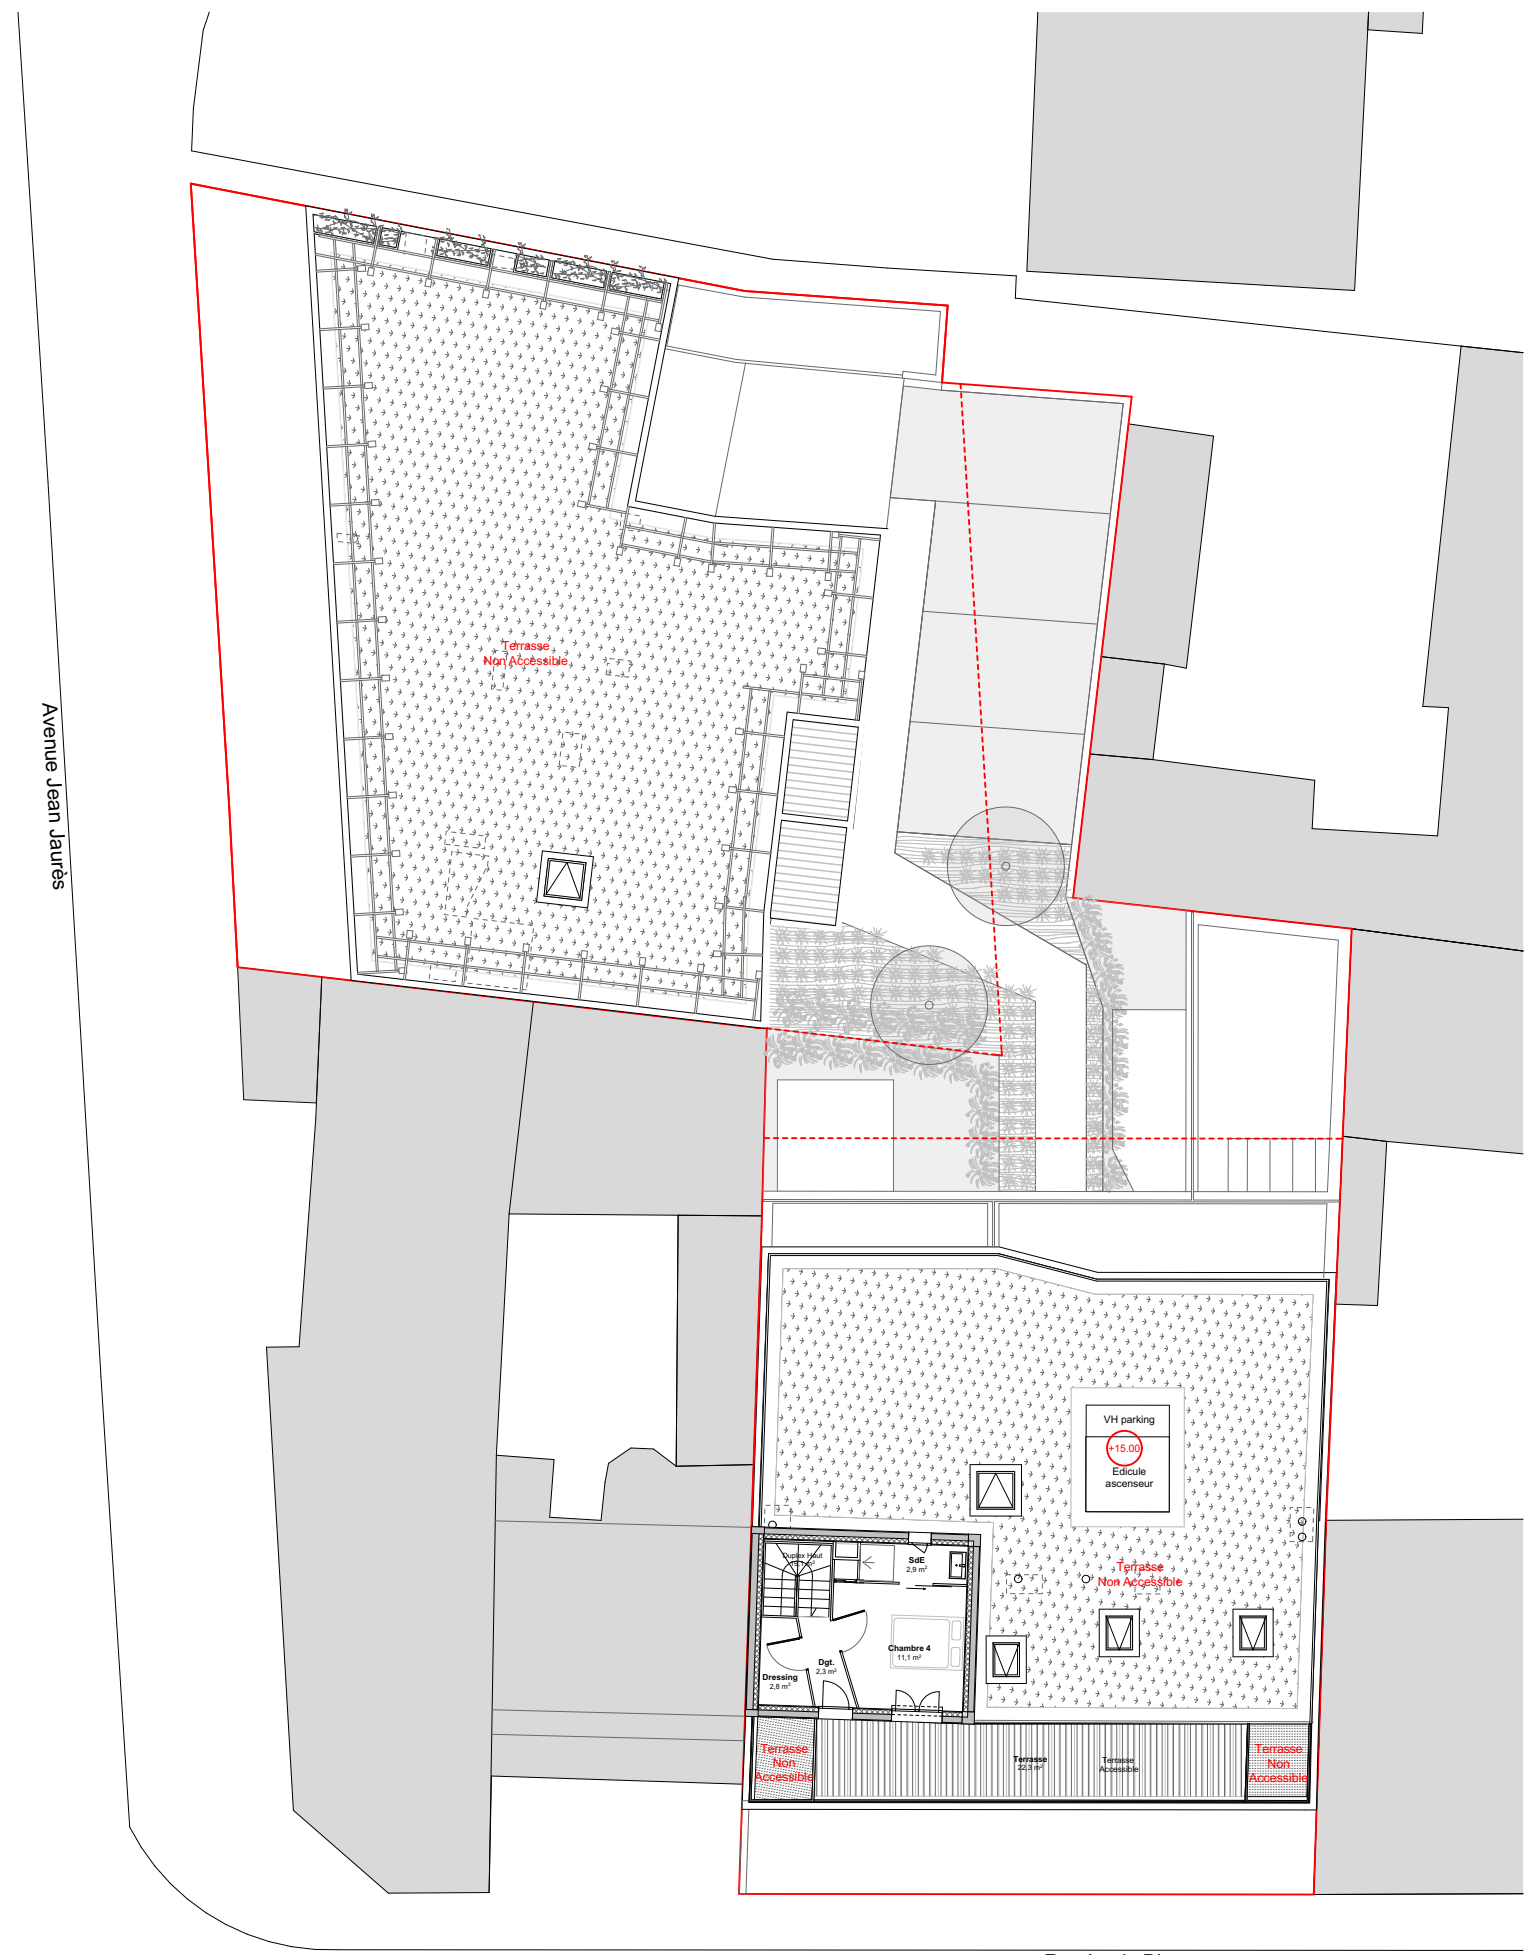 Avenue Jean Jaurès
Terrasse
Non Accessible
VH parking
+15.00
Edicule
ascenseur
Duplex Haut
SdE
2,9 m²
Terrasse
Non Accessible
Chambre 4
11,1 m²
Dgt.
2,3 m²
Dressing
2,8 m²
Terrasse
Non
Accessible
Terrasse
22,3 m²
Terrasse
Accessible
Terrasse
Non
Accessible